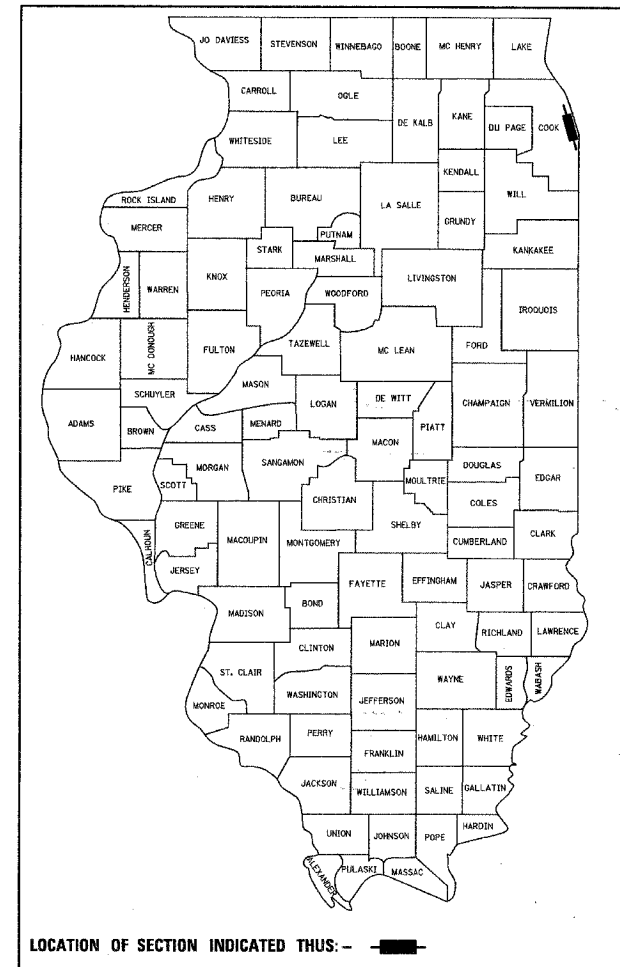 JO DAVIESS STEVENSON WINNEBAGO BOONE MC HENRY LAKE
CARROLL OGLE DE KALB KANE DU PAGE COOK
WHITESIDE LEE
KENDALL
ROCK ISLAND HENRY BUREAU LA SALLE WILL
MERCER PUTNAM GRUNDY
STARK MARSHALL KANKAKEE
HENDERSON WARREN KNOX PEORIA WOODFORD LIVINGSTON
IROQUOIS
HANCOCK MC DONOUGH FULTON TAZEWELL MC LEAN FORD
MASON
SCHUYLER LOGAN DE WITT CHAMPAIGN VERMILION
ADAMS BROWN CASS MENARD PIATT
MACON
SANGAMON DOUGLAS
PIKE SCOTT MORGAN CHRISTIAN MOULTRIE EDGAR
COLES
CALHOUN GREENE MACOUPIN MONTGOMERY SHELBY CUMBERLAND CLARK
JERSEY
FAYETTE EFFINGHAM JASPER CRAWFORD
MADISON BOND
CLAY RICHLAND LAWRENCE
CLINTON MARION
ST. CLAIR WAYNE EDWARDS WABASH
WASHINGTON JEFFERSON
MONROE
RANDOLPH PERRY HAMILTON WHITE
FRANKLIN
JACKSON WILLIAMSON SALINE GALLATIN
UNION JOHNSON POPE HARDIN
ALEXANDER PULASKI MASSAC
LOCATION OF SECTION INDICATED THUS: -